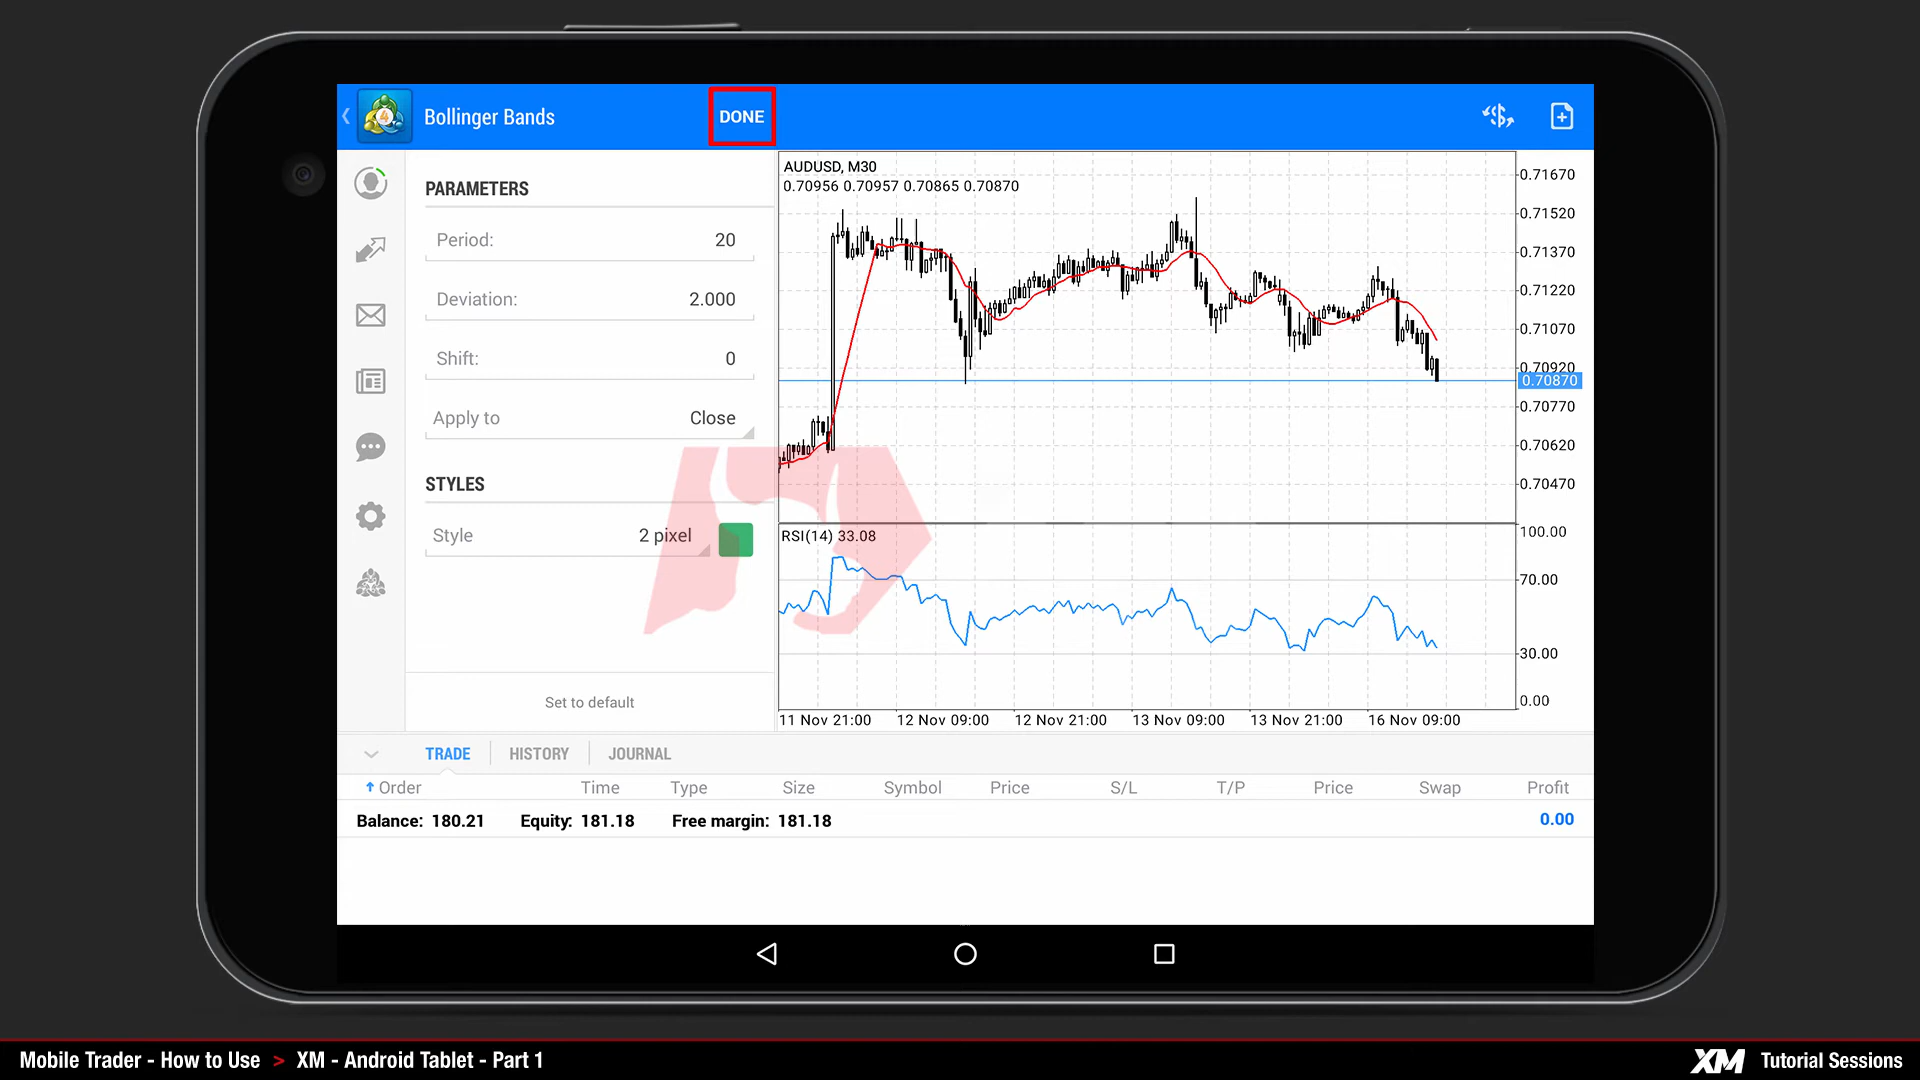 Bollinger Bands
DONE
PARAMETERS
Period: 20
Deviation: 2.000
Shift: 0
Apply to Close
STYLES
Style 2 pixel
Set to default
AUDUSD, M30
0.70956 0.70957 0.70865 0.70870
0.71670
0.71520
0.71370
0.71220
0.71070
0.70920
0.70870
0.70770
0.70620
0.70470
RSI(14) 33.08
100.00
70.00
30.00
0.00
11 Nov 21:00 12 Nov 09:00 12 Nov 21:00 13 Nov 09:00 13 Nov 21:00 16 Nov 09:00
TRADE HISTORY JOURNAL
Order Time Type Size Symbol Price S/L T/P Price Swap Profit
Balance: 180.21 Equity: 181.18 Free margin: 181.18 0.00
Mobile Trader - How to Use > XM - Android Tablet - Part 1
XM Tutorial Sessions